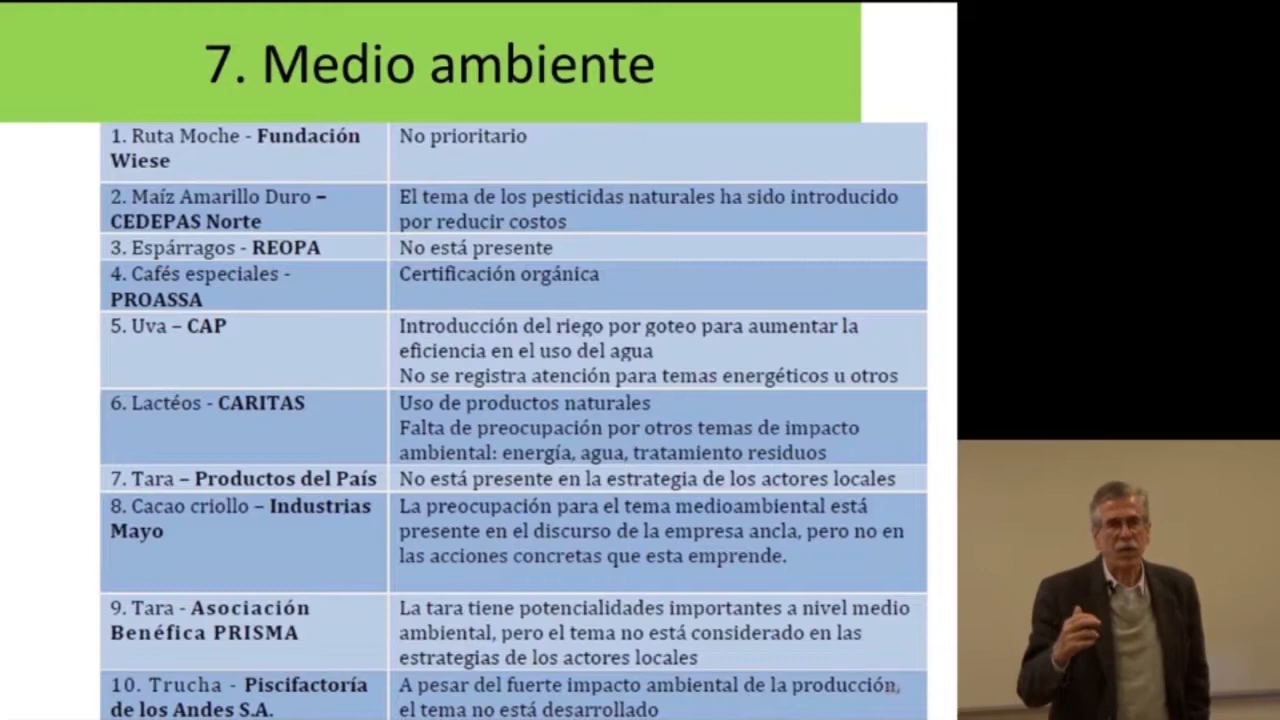 7. Medio ambiente
1. Ruta Moche - Fundación
Wiese
No prioritario
2. Maíz Amarillo Duro –
CEDEPAS Norte
El tema de los pesticidas naturales ha sido introducido
por reducir costos
3. Espárragos - REOPA
No está presente
4. Cafés especiales -
PROASSA
Certificación orgánica
5. Uva – CAP
Introducción del riego por goteo para aumentar la
eficiencia en el uso del agua
No se registra atención para temas energéticos u otros
6. Lactéos - CARITAS
Uso de productos naturales
Falta de preocupación por otros temas de impacto
ambiental: energía, agua, tratamiento residuos
7. Tara – Productos del País
No está presente en la estrategia de los actores locales
8. Cacao criollo – Industrias
Mayo
La preocupación para el tema medioambiental está
presente en el discurso de la empresa ancla, pero no en
las acciones concretas que esta emprende.
9. Tara - Asociación
Benéfica PRISMA
La tara tiene potencialidades importantes a nivel medio
ambiental, pero el tema no está considerado en las
estrategias de los actores locales
10. Trucha - Piscifactoría
de los Andes S.A.
A pesar del fuerte impacto ambiental de la producción,
el tema no está desarrollado